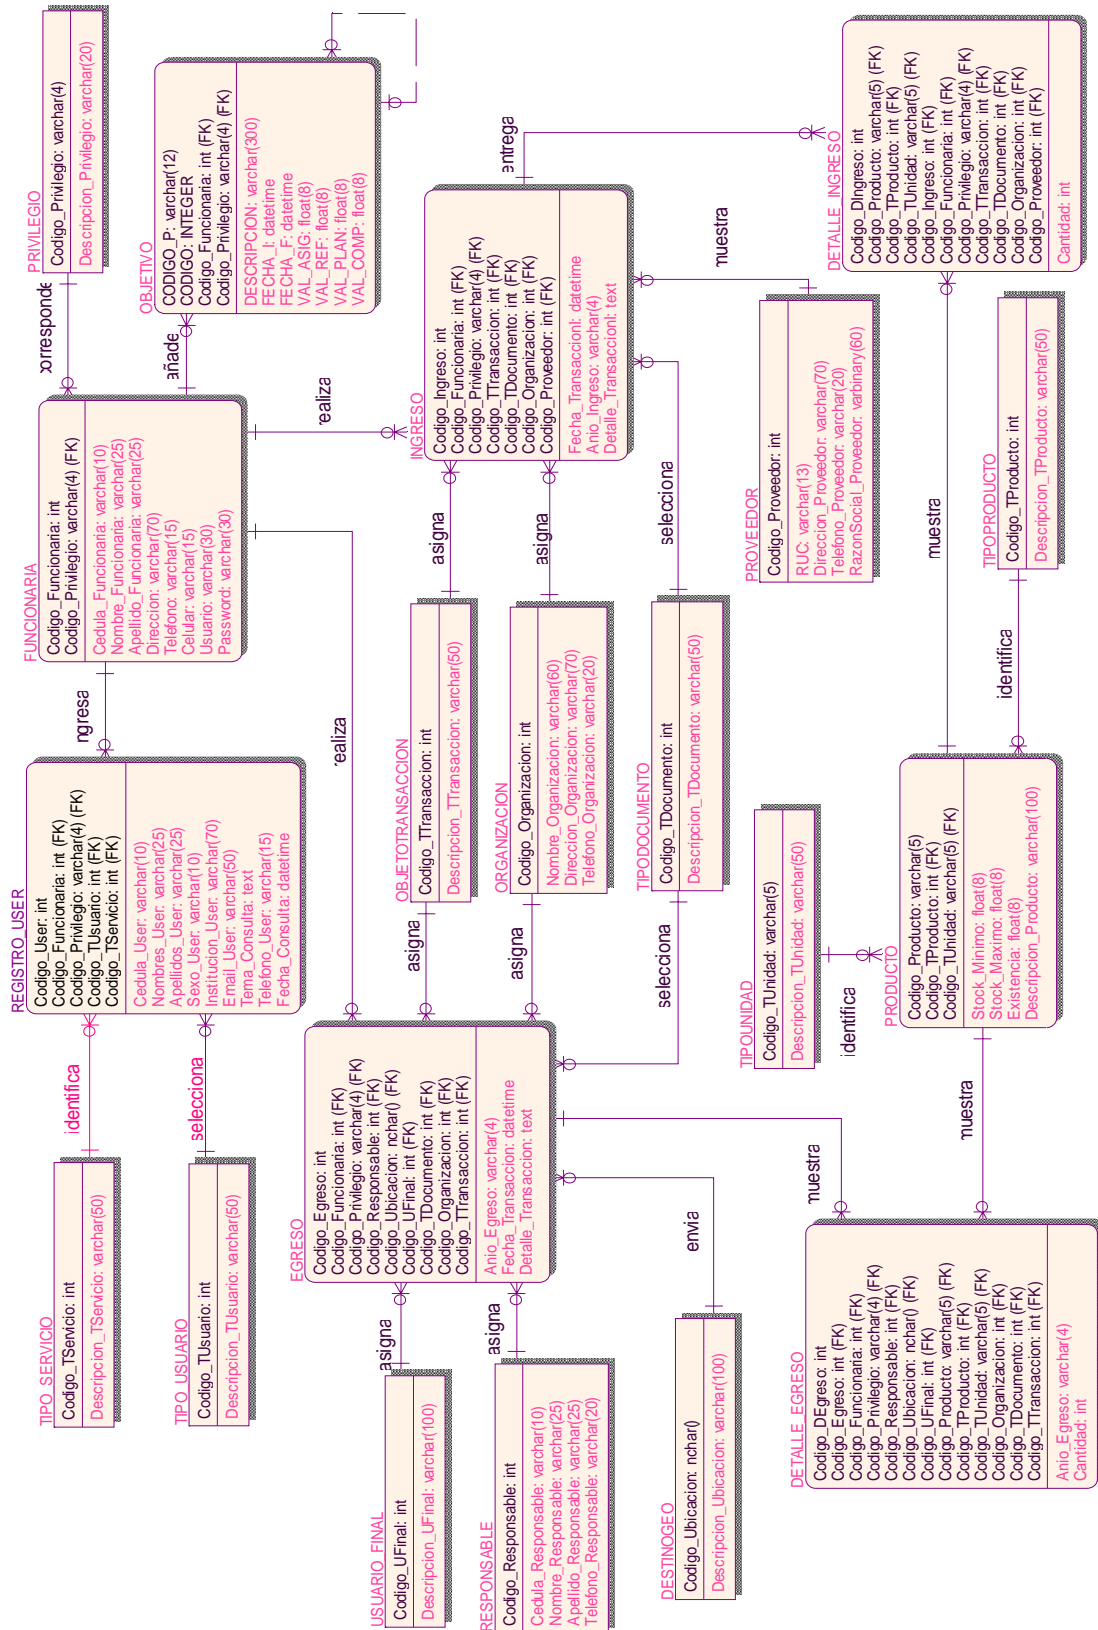 TIPO SERVICIO
Codigo_TServicio: int
Descripcion_TServicio: varchar(50)
identifica
TIPO USUARIO
Codigo_TUsuario: int
Descripcion_TUsuario: varchar(50)
selecciona
REGISTRO_USER
Codigo_User: int
Codigo_Funcionaria: int (FK)
Codigo_Privilegio: varchar(4) (FK)
Codigo_TUsuario: int (FK)
Codigo_TServicio: int (FK)
Cedula_User: varchar(10)
Nombres_User: varchar(25)
Apellidos_User: varchar(25)
Sexo_User: varchar(10)
Institucion_User: varchar(70)
Email_User: varchar(50)
Tema_Consulta: text
Telefono_User: varchar(15)
Fecha_Consulta: datetime
ngresa
FUNCIONARIA
Codigo_Funcionaria: int
Codigo_Privilegio: varchar(4) (FK)
Cedula_Funcionaria: varchar(10)
Nombre_Funcionaria: varchar(25)
Apellido_Funcionaria: varchar(25)
Direccion: varchar(70)
Telefono: varchar(15)
Celular: varchar(15)
Usuario: varchar(30)
Password: varchar(30)
orresponde
PRIVILEGIO
Codigo_Privilegio: varchar(4)
Descripcion_Privilegio: varchar(20)
añade
OBJETIVO
CODIGO_P: varchar(12)
CODIGO: INTEGER
Codigo_Funcionaria: int (FK)
Codigo_Privilegio: varchar(4) (FK)
DESCRIPCION: varchar(300)
FECHA_I: datetime
FECHA_F: datetime
VAL_ASIG: float(8)
VAL_REF: float(8)
VAL_PLAN: float(8)
VAL_COMP: float(8)
realiza
realiza
USUARIO FINAL
Codigo_UFinal: int
Descripcion_UFinal: varchar(100)
asigna
RESPONSABLE
Codigo_Responsable: int
Cedula_Responsable: varchar(10)
Nombre_Responsable: varchar(25)
Apellido_Responsable: varchar(25)
Telefono_Responsable: varchar(20)
asigna
EGRESO
Codigo_Egreso: int
Codigo_Funcionaria: int (FK)
Codigo_Privilegio: varchar(4) (FK)
Codigo_Responsable: int (FK)
Codigo_Ubicacion: nchar() (FK)
Codigo_UFinal: int (FK)
Codigo_TDocumento: int (FK)
Codigo_Organizacion: int (FK)
Codigo_TTransaccion: int (FK)
Anio_Egreso: varchar(4)
Fecha_Transaccion: datetime
Detalle_Transaccion: text
asigna
OBJETOTRANSACCION
Codigo_TTransaccion: int
Descripcion_TTransaccion: varchar(50)
asigna
asigna
ORGANIZACION
Codigo_Organizacion: int
Nombre_Organizacion: varchar(60)
Direccion_Organizacion: varchar(70)
Telefono_Organizacion: varchar(20)
asigna
selecciona
TIPODOCUMENTO
Codigo_TDocumento: int
Descripcion_TDocumento: varchar(50)
selecciona
INGRESO
Codigo_Ingreso: int
Codigo_Funcionaria: int (FK)
Codigo_Privilegio: varchar(4) (FK)
Codigo_TTransaccion: int (FK)
Codigo_TDocumento: int (FK)
Codigo_Organizacion: int (FK)
Codigo_Proveedor: int (FK)
Fecha_TransaccionI: datetime
Anio_Ingreso: varchar(4)
Detalle_TransaccionI: text
entrega
muestra
PROVEEDOR
Codigo_Proveedor: int
RUC: varchar(13)
Direccion_Proveedor: varchar(70)
Telefono_Proveedor: varchar(20)
RazonSocial_Proveedor: varbinary(60)
DETALLE_INGRESO
Codigo_DIngreso: int
Codigo_Producto: varchar(5) (FK)
Codigo_TProducto: int (FK)
Codigo_TUnidad: varchar(5) (FK)
Codigo_Ingreso: int (FK)
Codigo_Funcionaria: int (FK)
Codigo_Privilegio: varchar(4) (FK)
Codigo_TTransaccion: int (FK)
Codigo_TDocumento: int (FK)
Codigo_Organizacion: int (FK)
Codigo_Proveedor: int (FK)
Cantidad: int
muestra
TIPOPRODUCTO
Codigo_TProducto: int
Descripcion_TProducto: varchar(50)
identifica
TIPOUNIDAD
Codigo_TUnidad: varchar(5)
Descripcion_TUnidad: varchar(50)
identifica
PRODUCTO
Codigo_Producto: varchar(5)
Codigo_TProducto: int (FK)
Codigo_TUnidad: varchar(5) (FK)
Stock_Minimo: float(8)
Stock_Maximo: float(8)
Existencia: float(8)
Descripcion_Producto: varchar(100)
muestra
muestra
envia
DESTINOGEO
Codigo_Ubicacion: nchar()
Descripcion_Ubicacion: varchar(100)
DETALLE_EGRESO
Codigo_DEgreso: int
Codigo_Egreso: int (FK)
Codigo_Funcionaria: int (FK)
Codigo_Privilegio: varchar(4) (FK)
Codigo_Responsable: int (FK)
Codigo_Ubicacion: nchar() (FK)
Codigo_UFinal: int (FK)
Codigo_Producto: varchar(5) (FK)
Codigo_TProducto: int (FK)
Codigo_TUnidad: varchar(5) (FK)
Codigo_Organizacion: int (FK)
Codigo_TDocumento: int (FK)
Codigo_TTransaccion: int (FK)
Anio_Egreso: varchar(4)
Cantidad: int